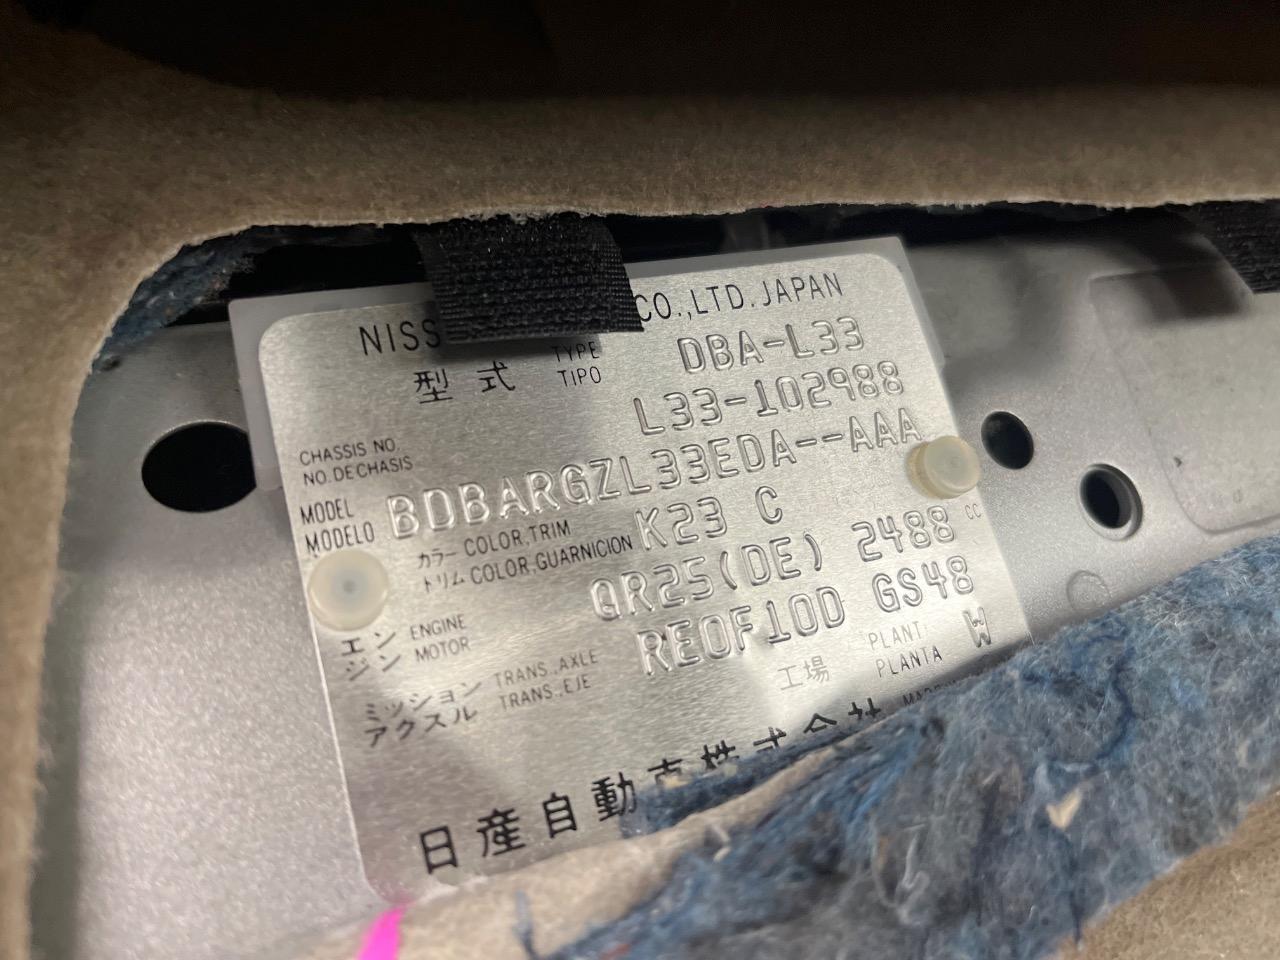 NISS CO.,LTD. JAPAN
型式 TYPE TIPO DBA-L33
CHASSIS NO. NO. DE CHASIS L33-102988
MODEL MODELO BDBARGZL33EDA--AAA
カラー COLOR,TRIM
トリム COLOR,GUARNICION K23 C
エンジン ENGINE MOTOR QR25(DE) 2488 CC
ミッション アクスル TRANS.,AXLE TRANS.,EJE RE0F10D GS48
工場 PLANT PLANTA W
日産自動車株式会社